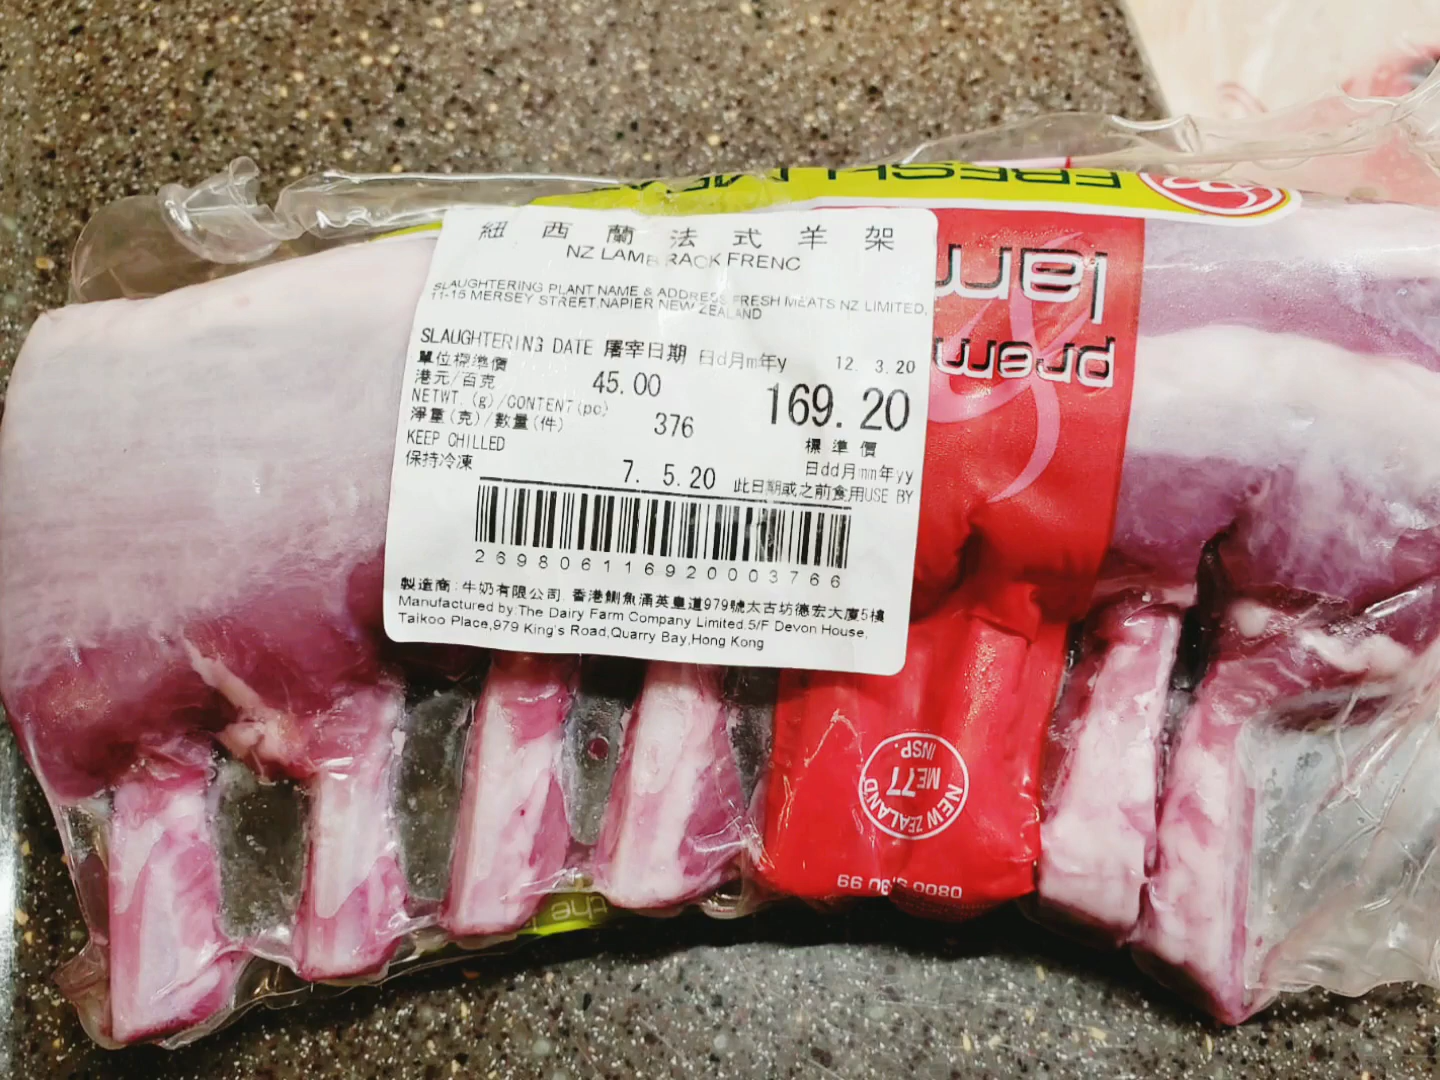 紐西蘭法式羊架
NZ LAMB RACK FRENC
SLAUGHTERING PLANT NAME & ADDRESS FRESH MEATS NZ LIMITED,
11-15 MERSEY STREET,NAPIER NEW ZEALAND
SLAUGHTERING DATE 屠宰日期 日d月m年y 12. 3.20
單位標準價
港元/百克 45.00 169.20
NETWT.(g)/CONTENT(pc)
淨重(克)/數量(件) 376 標準價
KEEP CHILLED 日dd月mm年yy
保持冷凍 7. 5.20 此日期或之前食用USE BY
2698061169200037 66
製造商:牛奶有限公司. 香港鰂魚涌英皇道979號太古坊德宏大廈5樓
Manufactured by:The Dairy Farm Company Limited.5/F Devon House,
Taikoo Place,979 King's Road,Quarry Bay,Hong Kong
FRESH
prem
lam
NEW ZEALAND
ME77
INSP.
0800
99
the